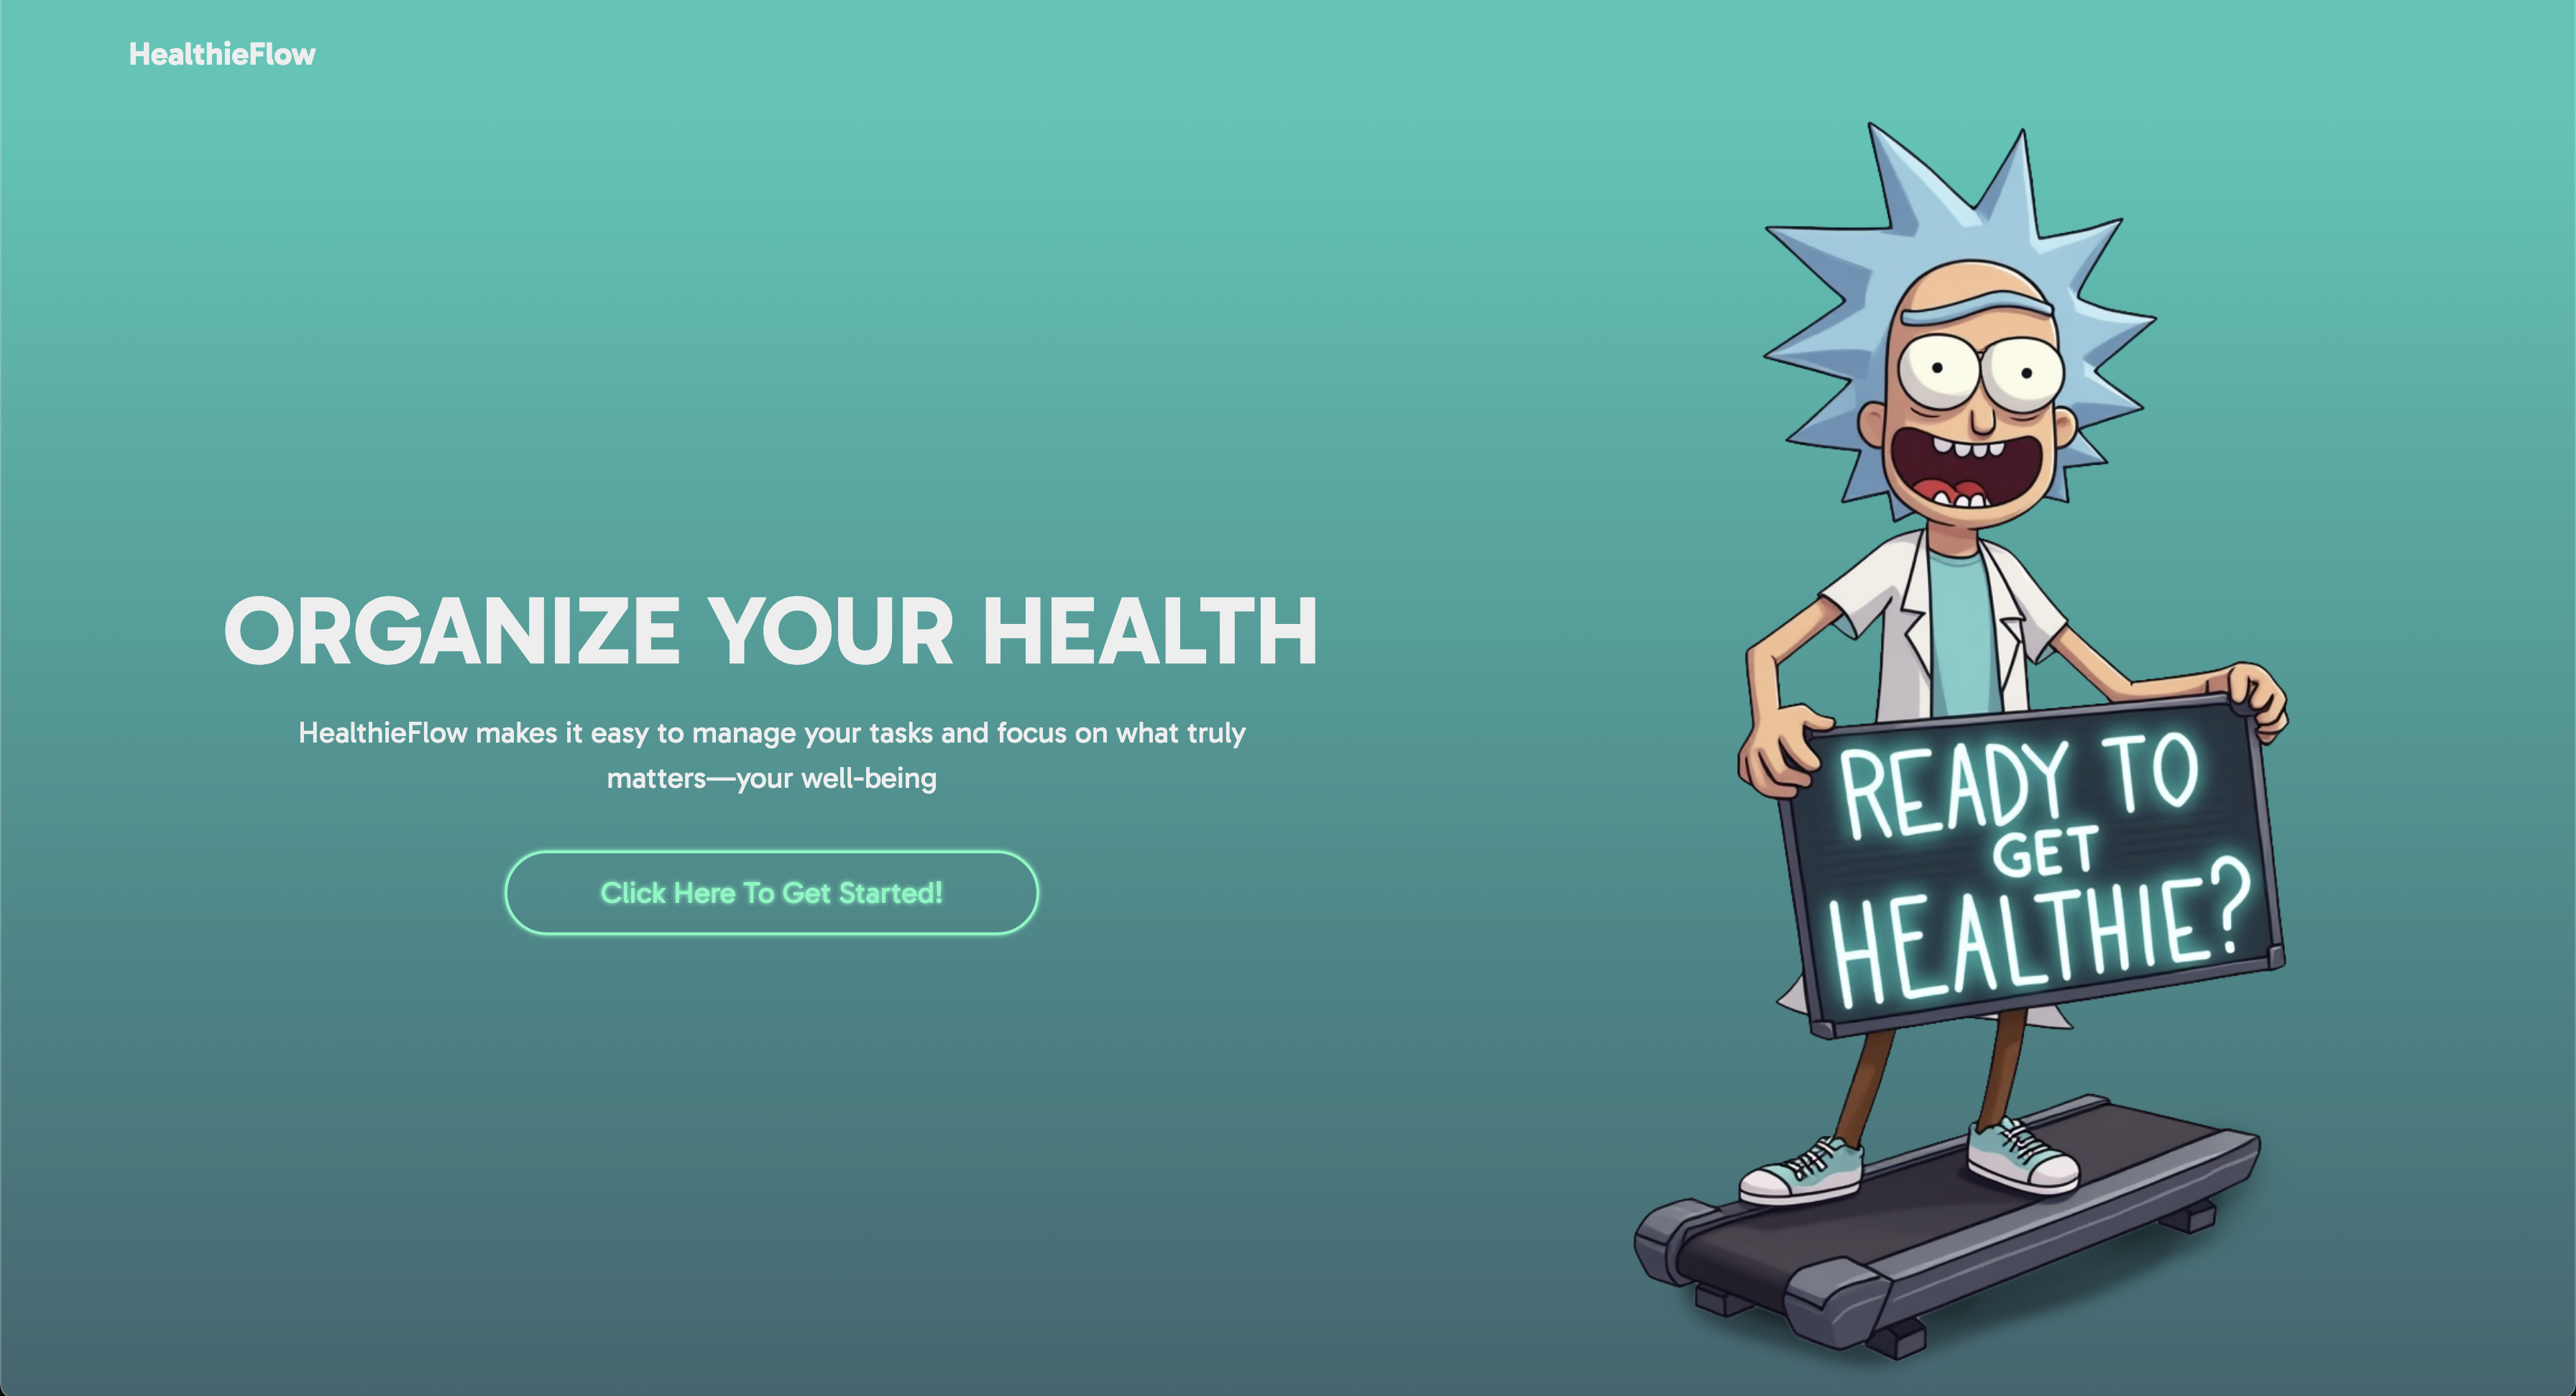 HealthieFlow
ORGANIZE YOUR HEALTH
HealthieFlow makes it easy to manage your tasks and focus on what truly
matters—your well-being
Click Here To Get Started!
READY TO
GET
HEALTHIE?